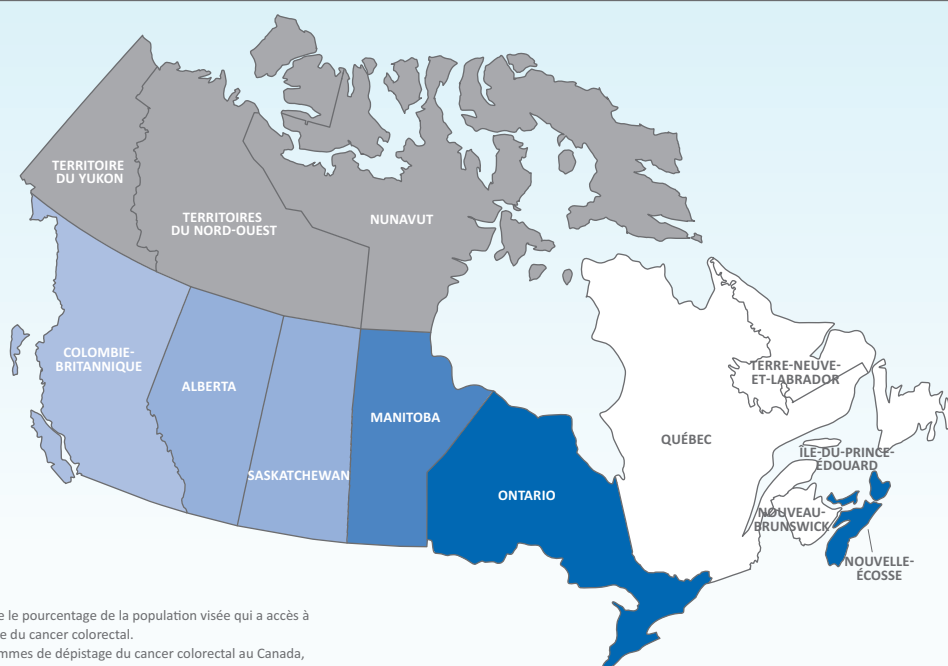 TERRITOIRE
DU YUKON
TERRITOIRES
DU NORD-OUEST
NUNAVUT
COLOMBIE-
BRITANNIQUE
ALBERTA
SASKATCHEWAN
MANITOBA
ONTARIO
QUÉBEC
TERRE-NEUVE-
ET-LABRADOR
ÎLE-DU-PRINCE-
ÉDOUARD
NOUVEAU-
BRUNSWICK
NOUVELLE-
ÉCOSSE
le pourcentage de la population visée qui a accès à
du cancer colorectal.
de dépistage du cancer colorectal au Canada,